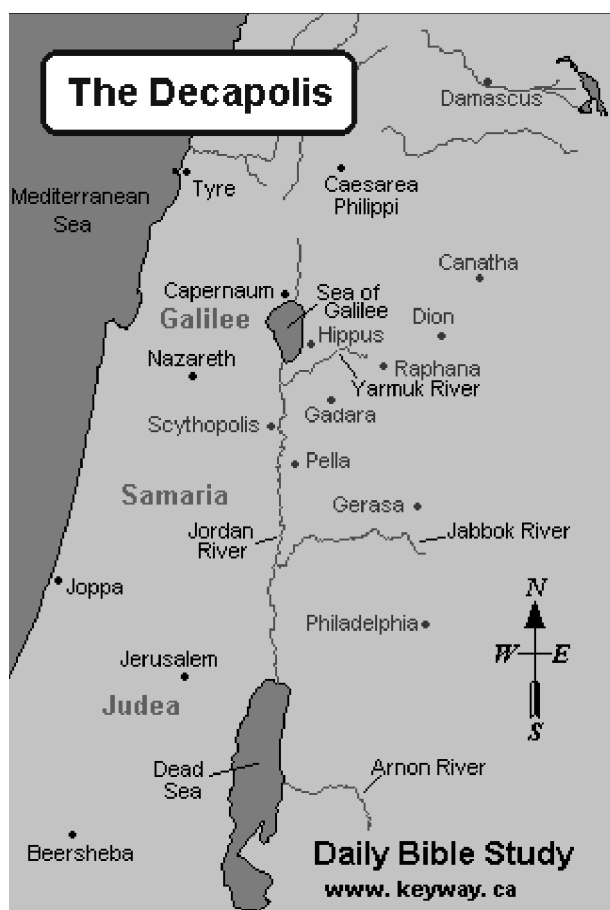 The Decapolis
Damascus
Mediterranean
Sea
Tyre
Caesarea
Philippi
Canatha
Capernaum
Sea of
Galilee
Galilee
Dion
Hippus
Nazareth
Raphana
Yarmuk River
Gadara
Scythopolis
Pella
Samaria
Gerasa
Jordan
River
Jabbok River
Joppa
N
Philadelphia
W E
S
Jerusalem
Judea
Dead
Sea
Arnon River
Beersheba
Daily Bible Study
www. keyway. ca